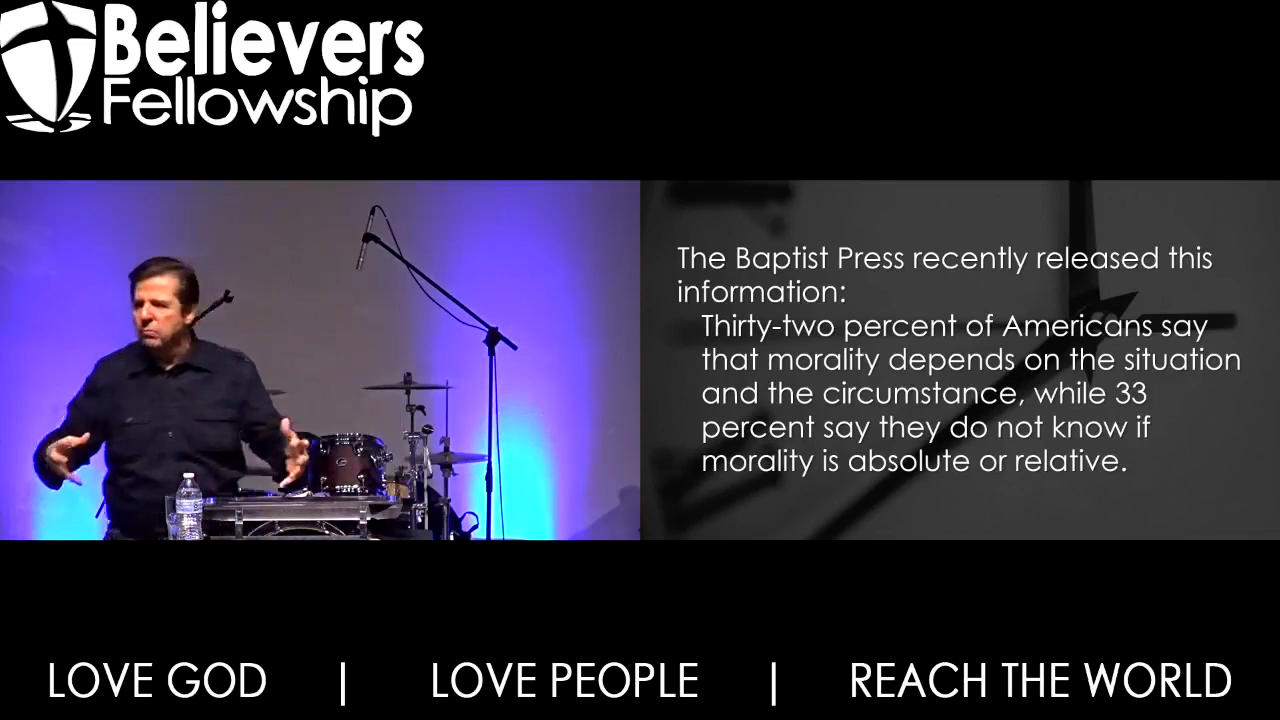 Believers
Fellowship
The Baptist Press recently released this
information:
Thirty-two percent of Americans say
that morality depends on the situation
and the circumstance, while 33
percent say they do not know if
morality is absolute or relative.
LOVE GOD | LOVE PEOPLE | REACH THE WORLD